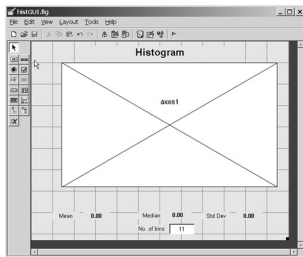 histGUI.fig
File Edit View Layout Tools Help
Histogram
axes1
Mean 0.00 Median 0.00 Std Dev 0.00
No. of bins: 11